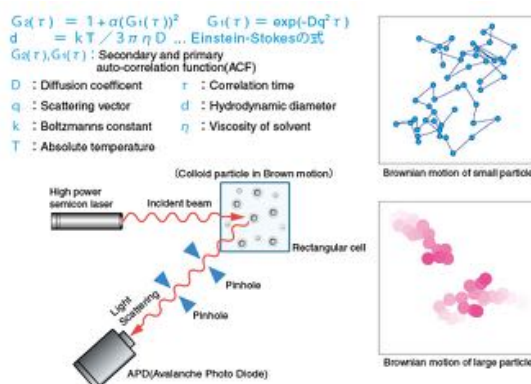 G₂(τ) = 1+α(G₁(τ))² G₁(τ) = exp(-Dq²τ)
d = kT／3πηD ... Einstein-Stokesの式
G₂(τ),G₁(τ) : Secondary and primary
auto-correlation function(ACF)
D : Diffusion coefficent τ : Correlation time
q : Scattering vector d : Hydrodynamic diameter
k : Boltzmanns constant η : Viscosity of solvent
T : Absolute temperature
Brownian motion of small particle
(Colloid particle in Brown motion)
High power
semicon laser
Incident beam
Rectangular cell
Pinhole
Light
Scattering
Pinhole
APD(Avalanche Photo Diode)
Brownian motion of large particle